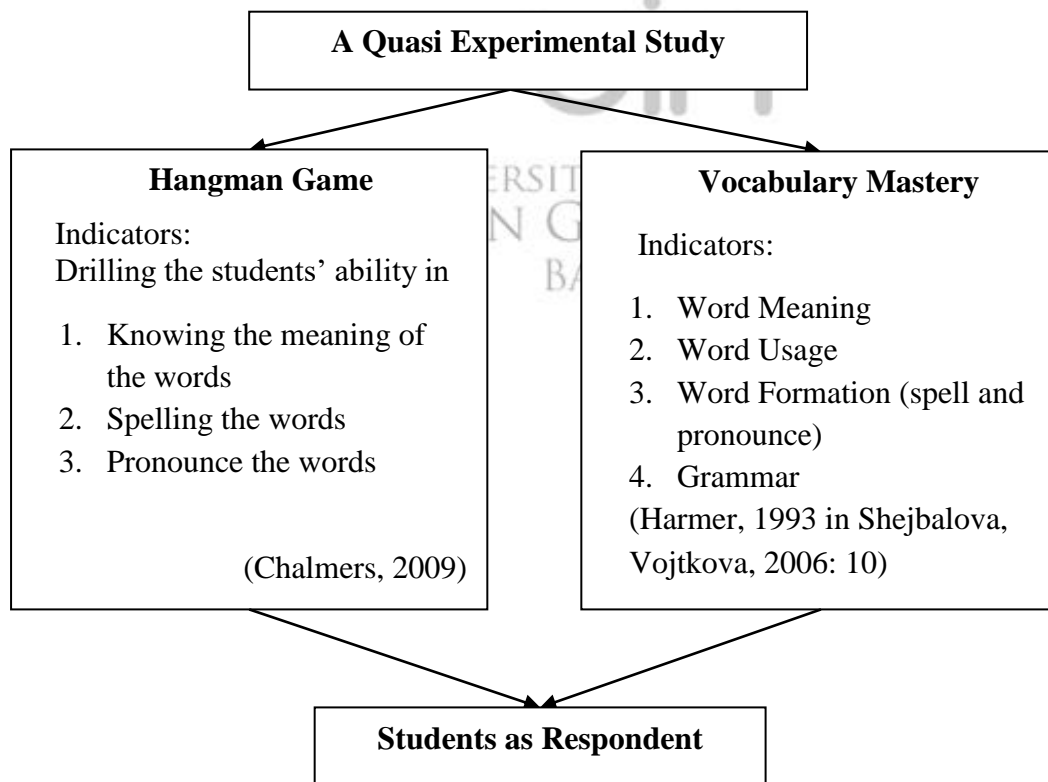 A Quasi Experimental Study
Hangman Game
Indicators:
Drilling the students’ ability in
1. Knowing the meaning of
the words
2. Spelling the words
3. Pronounce the words
(Chalmers, 2009)
Vocabulary Mastery
Indicators:
1. Word Meaning
2. Word Usage
3. Word Formation (spell and
pronounce)
4. Grammar
(Harmer, 1993 in Shejbalova,
Vojtkova, 2006: 10)
Students as Respondent